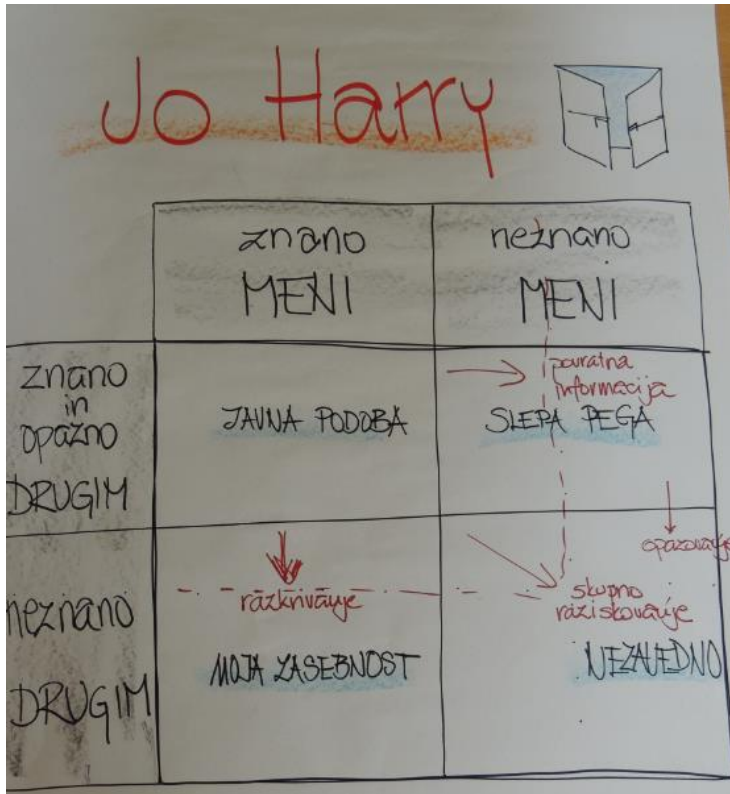 Jo Harry
znano
MENI
neznano
MENI
znano
in
opazno
DRUGIM
povratna
informacija
JAVNA PODOBA
SLEPA PEGA
opazovanje
razkrivanje
skupno
raziskovanje
neznano
DRUGIM
MOJA ZASEBNOST
NEZAVEDNO